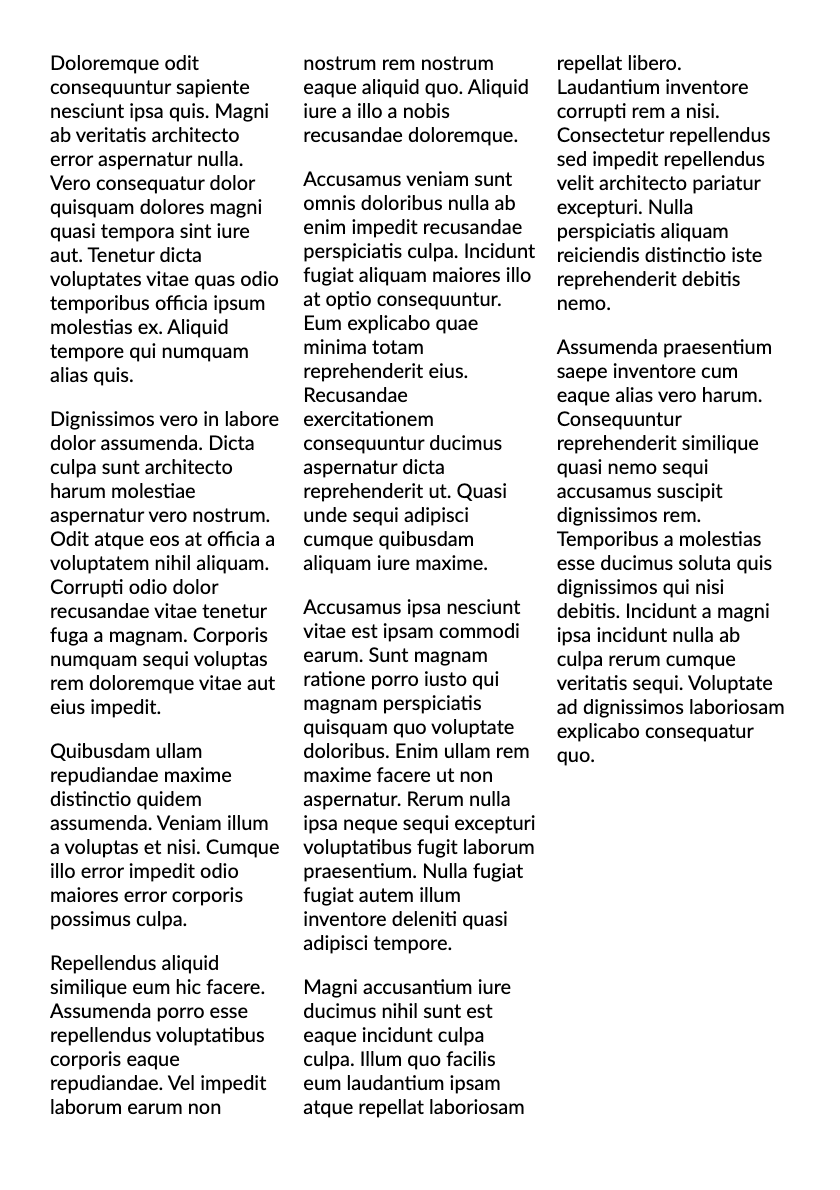 Doloremque odit
consequuntur sapiente
nesciunt ipsa quis. Magni
ab veritatis architecto
error aspernatur nulla.
Vero consequatur dolor
quisquam dolores magni
quasi tempora sint iure
aut. Tenetur dicta
voluptates vitae quas odio
temporibus officia ipsum
molestias ex. Aliquid
tempore qui numquam
alias quis.

Dignissimos vero in labore
dolor assumenda. Dicta
culpa sunt architecto
harum molestiae
aspernatur vero nostrum.
Odit atque eos at officia a
voluptatem nihil aliquam.
Corrupti odio dolor
recusandae vitae tenetur
fuga a magnam. Corporis
numquam sequi voluptas
rem doloremque vitae aut
eius impedit.

Quibusdam ullam
repudiandae maxime
distinctio quidem
assumenda. Veniam illum
a voluptas et nisi. Cumque
illo error impedit odio
maiores error corporis
possimus culpa.

Repellendus aliquid
similique eum hic facere.
Assumenda porro esse
repellendus voluptatibus
corporis eaque
repudiandae. Vel impedit
laborum earum non
nostrum rem nostrum
eaque aliquid quo. Aliquid
iure a illo a nobis
recusandae doloremque.

Accusamus veniam sunt
omnis doloribus nulla ab
enim impedit recusandae
perspiciatis culpa. Incidunt
fugiat aliquam maiores illo
at optio consequuntur.
Eum explicabo quae
minima totam
reprehenderit eius.
Recusandae
exercitationem
consequuntur ducimus
aspernatur dicta
reprehenderit ut. Quasi
unde sequi adipisci
cumque quibusdam
aliquam iure maxime.

Accusamus ipsa nesciunt
vitae est ipsam commodi
earum. Sunt magnam
ratione porro iusto qui
magnam perspiciatis
quisquam quo voluptate
doloribus. Enim ullam rem
maxime facere ut non
aspernatur. Rerum nulla
ipsa neque sequi excepturi
voluptatibus fugit laborum
praesentium. Nulla fugiat
fugiat autem illum
inventore deleniti quasi
adipisci tempore.

Magni accusantium iure
ducimus nihil sunt est
eaque incidunt culpa
culpa. Illum quo facilis
eum laudantium ipsam
atque repellat laboriosam
repellat libero.
Laudantium inventore
corrupti rem a nisi.
Consectetur repellendus
sed impedit repellendus
velit architecto pariatur
excepturi. Nulla
perspiciatis aliquam
reiciendis distinctio iste
reprehenderit debitis
nemo.

Assumenda praesentium
saepe inventore cum
eaque alias vero harum.
Consequuntur
reprehenderit similique
quasi nemo sequi
accusamus suscipit
dignissimos rem.
Temporibus a molestias
esse ducimus soluta quis
dignissimos qui nisi
debitis. Incidunt a magni
ipsa incidunt nulla ab
culpa rerum cumque
veritatis sequi. Voluptate
ad dignissimos laboriosam
explicabo consequatur
quo.